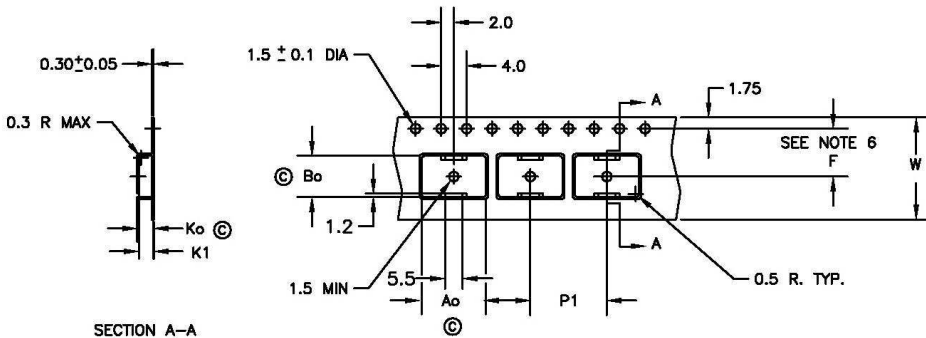 2.0
1.5 ± 0.1 DIA
4.0
0.30±0.05
0.3 R MAX
A
1.75
SEE NOTE 6
F
W
Ⓒ Bo
1.2
Ko Ⓒ
K1
A
5.5
1.5 MIN
Ao
Ⓒ
P1
0.5 R. TYP.
SECTION A-A